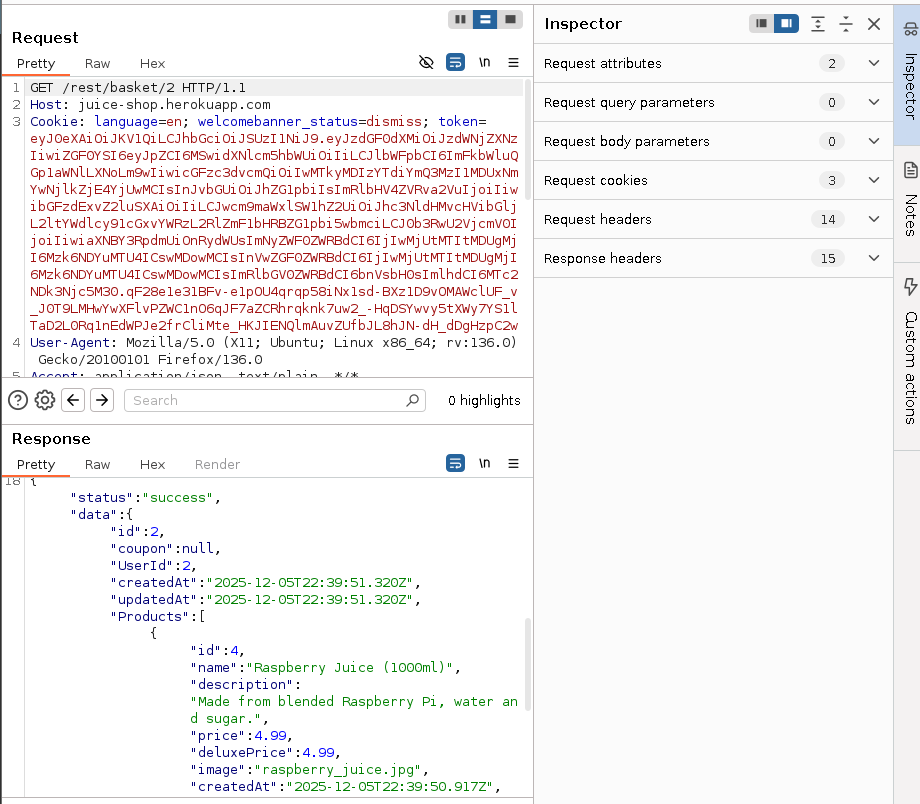 Request
Pretty Raw Hex \n
1 GET /rest/basket/2 HTTP/1.1
2 Host: juice-shop.herokuapp.com
3 Cookie: language=en; welcomebanner_status=dismiss; token=
eyJ0eXAiOiJKV1QiLCJhbGciOiJSUzI1NiJ9.eyJzdGF0dXMiOiJzdWNjZXNz
IiwiZGF0YSI6eyJpZCI6MSwidXNlcm5hbWUiOiIiLCJlbWFpbCI6ImFkbWluQ
Gp1aWNlLXNoLm9wIiwicGFzc3dvcmQiOiIwMTkyMDIzYTdiYmQ3MzI1MDUxNm
YwNjlkZjE4YjUwMCIsInJvbGUiOiJhZG1pbiIsImRlbHV4ZVRva2VuIjoiIiw
ibGFzdExvZ2luSXAiOiIiLCJwcm9maWxlSW1hZ2UiOiJhc3NldHMvcHVibGlj
L2ltYWdlcy91cGxvYWRzL2RlZmF1bHRBZG1pbi5wbmciLCJ0b3RwU2VjcmV0I
joiIiwiaXNBY3RpdmUiOnRydWUsImNyZWF0ZWRBdCI6IjIwMjUtMTItMDUgMj
I6Mzk6NDYuMTU4ICswMDowMCIsInVwZGF0ZWRBdCI6IjIwMjUtMTItMDUgMj
I6Mzk6NDYuMTU4ICswMDowMCIsImRlbGV0ZWRBdCI6bnVsbH0sImlhdCI6MTc2
NDk3Njc5M30.qF28e1e31BFv-e1pOU4qrqp58iNx1sd-BXz1D9vOMAWclUF_v
_J0T9LMHwYwXFlvPZWC1nO6qJF7aZCRhrqknk7uw2_-HqDSYwvy5tXWy7YS1l
TaD2L0Rq1nEdWPJe2frCliMte_HKJIENQlmAuvZUfbJL8hJN-dH_dDgHzpC2w
4 User-Agent: Mozilla/5.0 (X11; Ubuntu; Linux x86_64; rv:136.0)
Gecko/20100101 Firefox/136.0
5 Accept: application/json, text/plain, */*
Search 0 highlights
Response
Pretty Raw Hex Render \n
18 {
"status":"success",
"data":{
"id":2,
"coupon":null,
"UserId":2,
"createdAt":"2025-12-05T22:39:51.320Z",
"updatedAt":"2025-12-05T22:39:51.320Z",
"Products":[
{
"id":4,
"name":"Raspberry Juice (1000ml)",
"description":
"Made from blended Raspberry Pi, water an
d sugar.",
"price":4.99,
"deluxePrice":4.99,
"image":"raspberry_juice.jpg",
"createdAt":"2025-12-05T22:39:50.917Z",
Inspector
Request attributes 2
Request query parameters 0
Request body parameters 0
Request cookies 3
Request headers 14
Response headers 15
Inspector
Notes
Custom actions